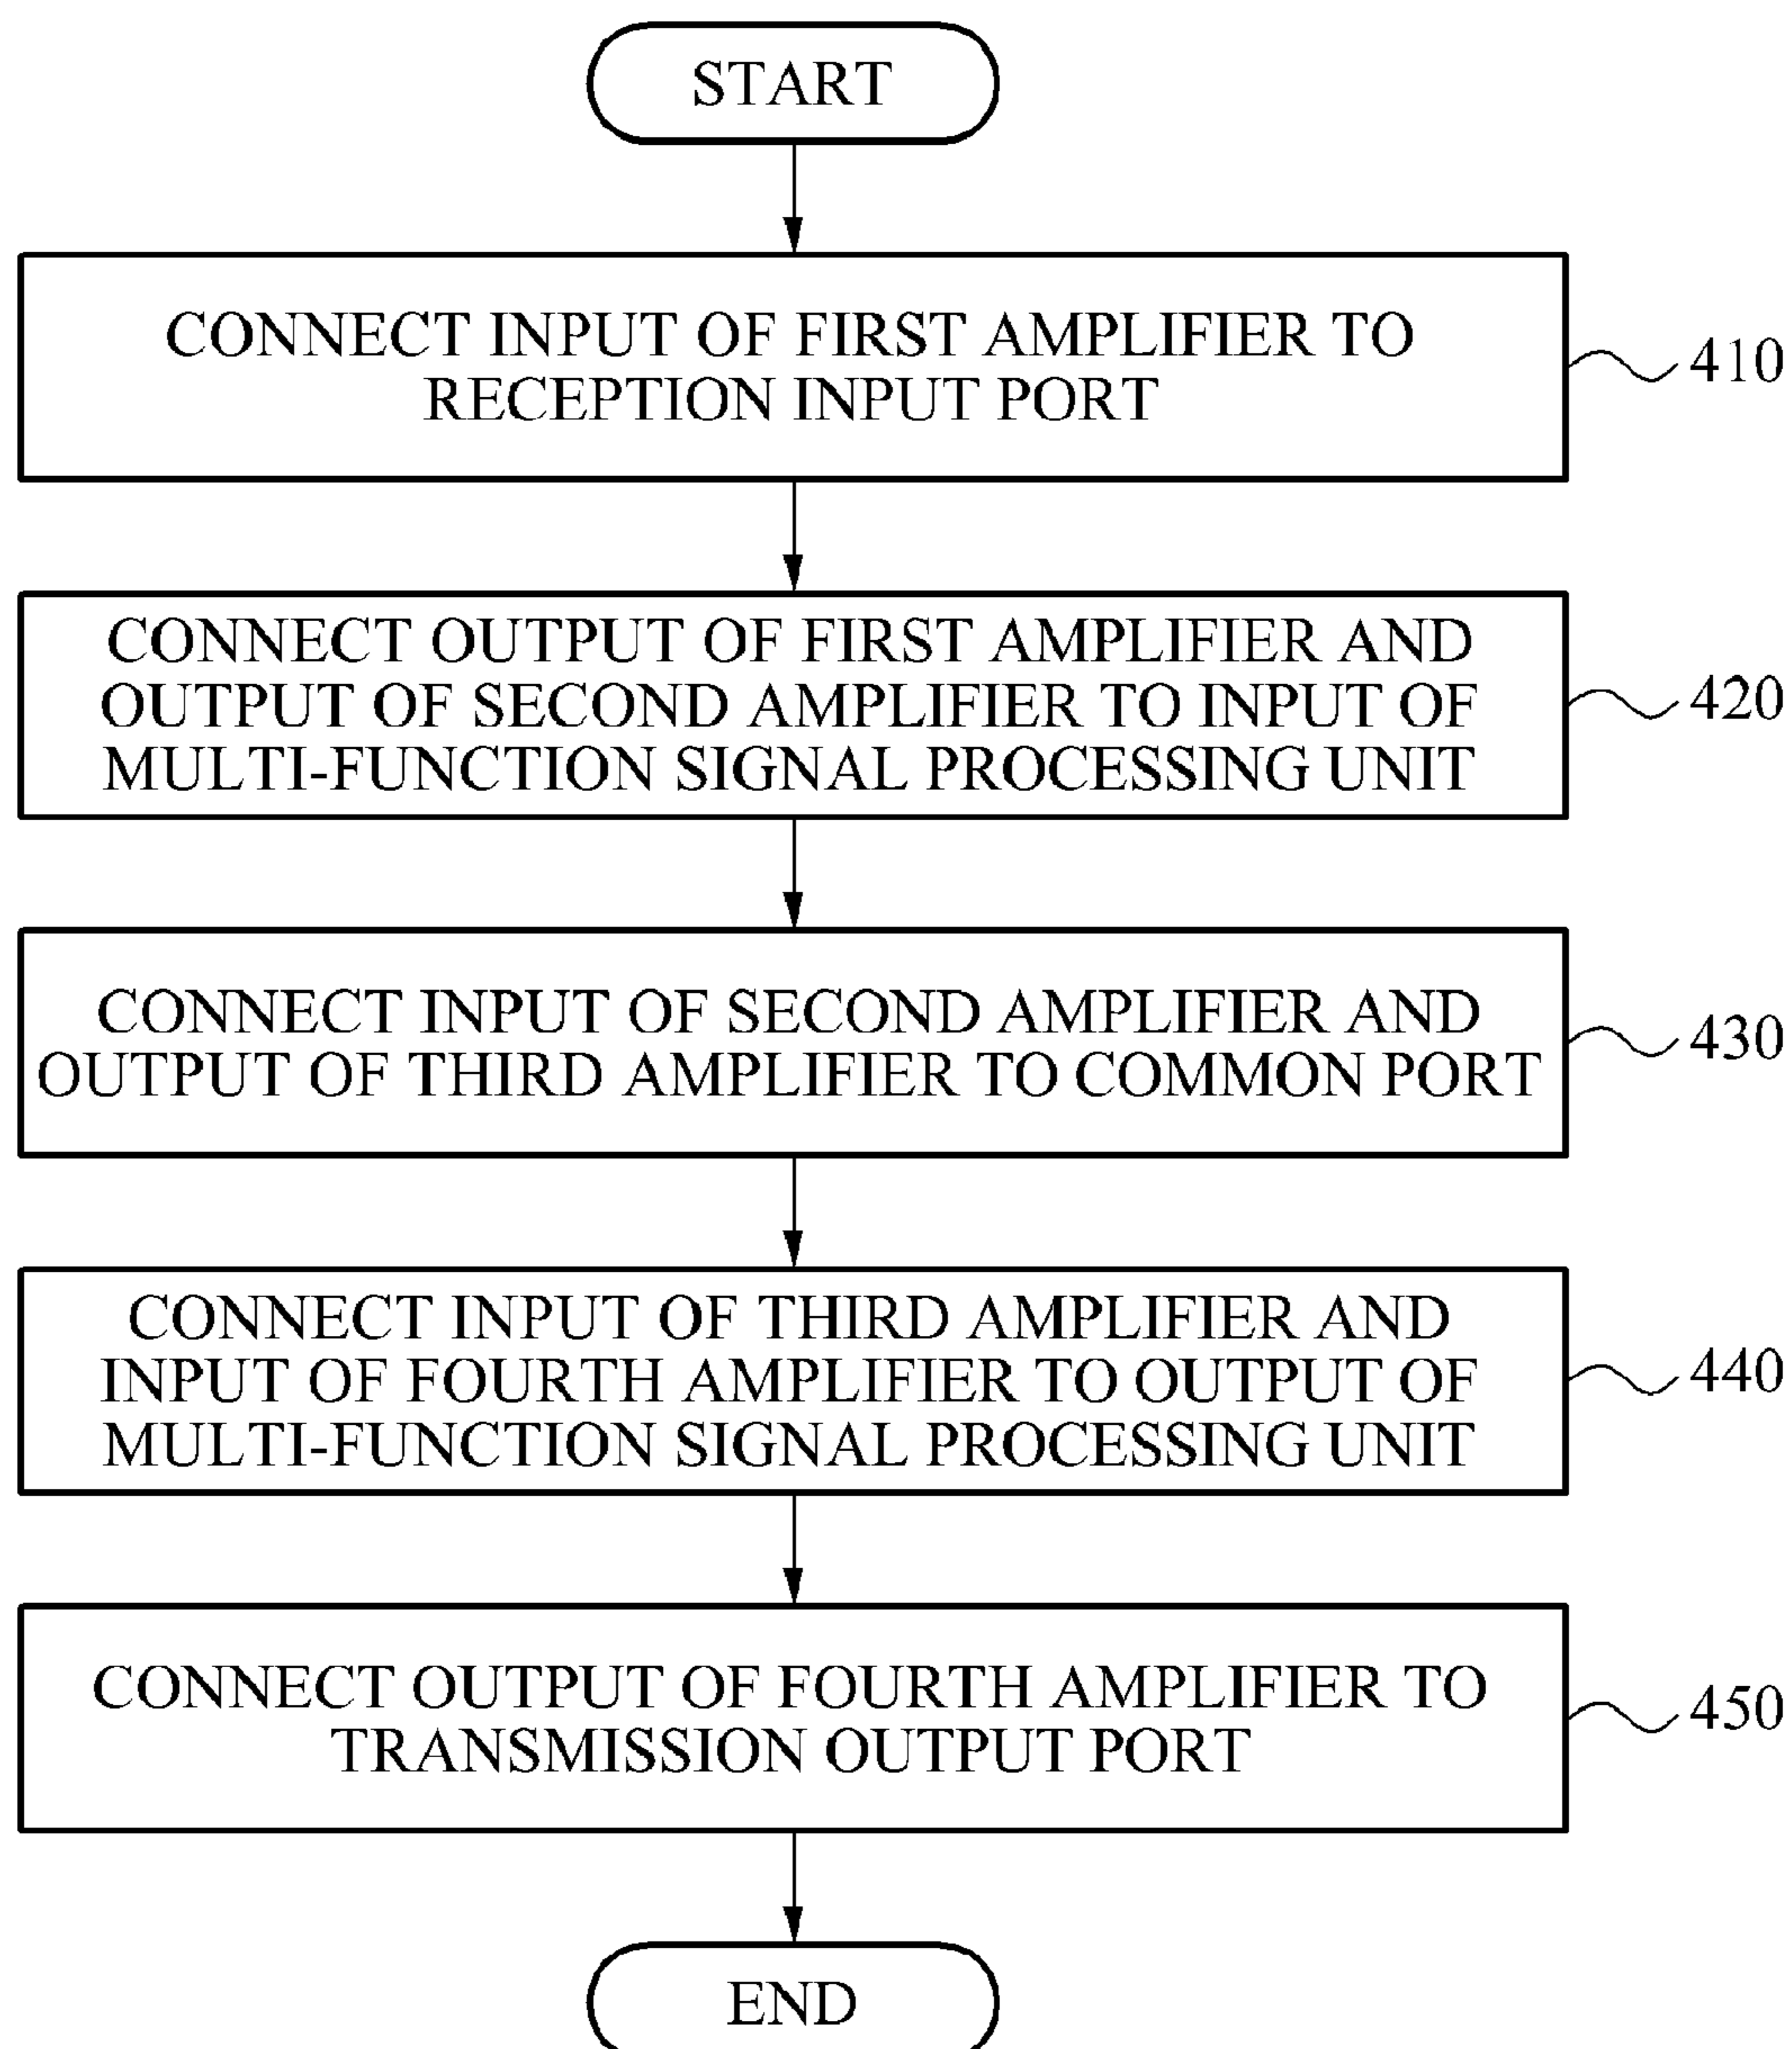 START
CONNECT INPUT OF FIRST AMPLIFIER TO
RECEPTION INPUT PORT
410
CONNECT OUTPUT OF FIRST AMPLIFIER AND
OUTPUT OF SECOND AMPLIFIER TO INPUT OF
MULTI-FUNCTION SIGNAL PROCESSING UNIT
420
CONNECT INPUT OF SECOND AMPLIFIER AND
OUTPUT OF THIRD AMPLIFIER TO COMMON PORT
430
CONNECT INPUT OF THIRD AMPLIFIER AND
INPUT OF FOURTH AMPLIFIER TO OUTPUT OF
MULTI-FUNCTION SIGNAL PROCESSING UNIT
440
CONNECT OUTPUT OF FOURTH AMPLIFIER TO
TRANSMISSION OUTPUT PORT
450
END